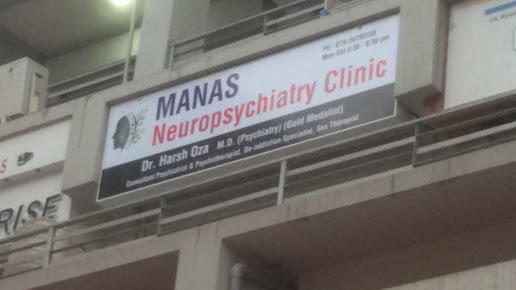 MANAS
Neuropsychiatry Clinic
Dr. Harsh Oza M.D. (Psychiatry) (Gold Medalist)
Consultant Psychiatrist & Psychotherapist, De-addiction Specialist, Sex Therapist
RISE